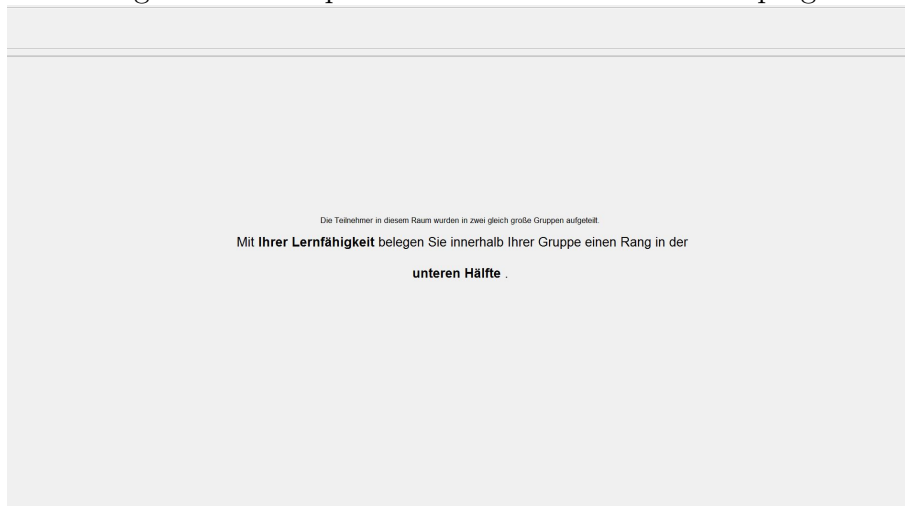 Die Teilnehmer in diesem Raum wurden in zwei gleich große Gruppen aufgeteilt.
Mit Ihrer Lernfähigkeit belegen Sie innerhalb Ihrer Gruppe einen Rang in der
unteren Hälfte .